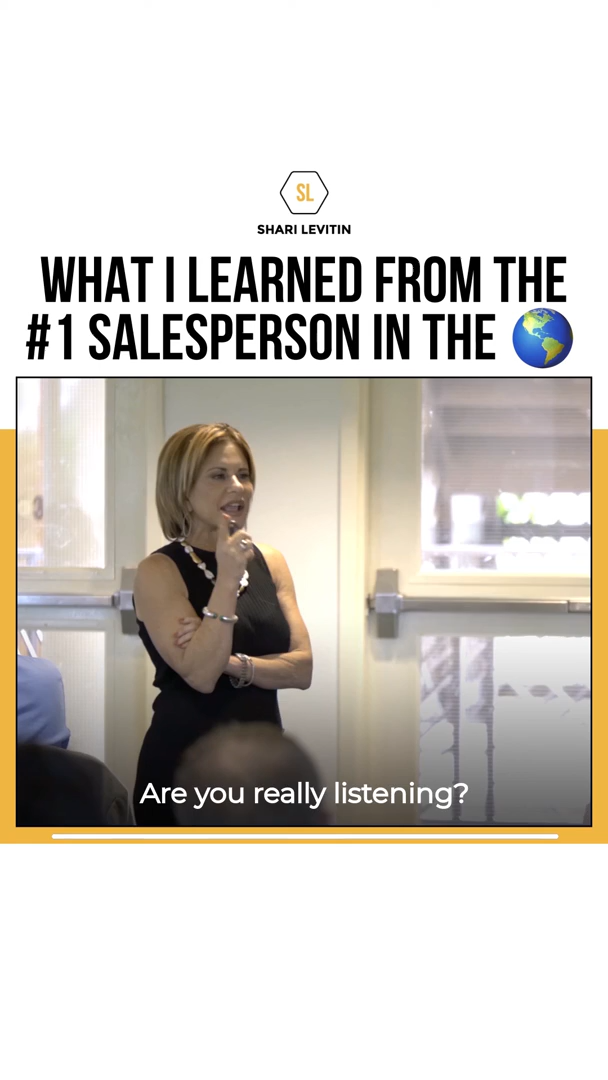 SL
SHARI LEVITIN
WHAT I LEARNED FROM THE
#1 SALESPERSON IN THE 🌎
Are you really listening?